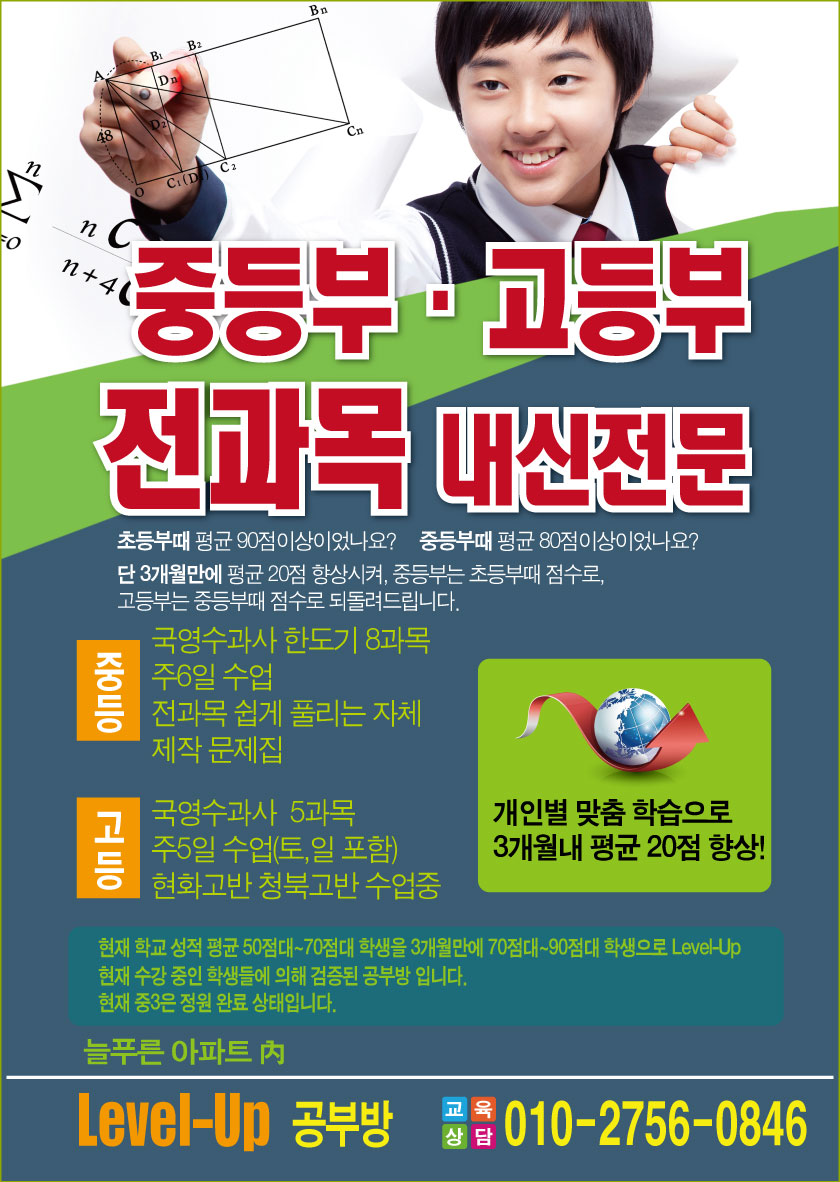 A
B1
B2
Bn
Dn
D2
48
O
C1(D1)
C2
Cn
n
Σ
=0
n C
n+4C
중등부·고등부
전과목 내신전문
초등부때 평균 90점이상이었나요? 중등부때 평균 80점이상이었나요?
단 3개월만에 평균 20점 향상시켜, 중등부는 초등부때 점수로,
고등부는 중등부때 점수로 되돌려드립니다.
중등
국영수과사 한도기 8과목
주6일 수업
전과목 쉽게 풀리는 자체
제작 문제집
고등
국영수과사 5과목
주5일 수업(토,일 포함)
현화고반 청북고반 수업중
개인별 맞춤 학습으로
3개월내 평균 20점 향상!
현재 학교 성적 평균 50점대~70점대 학생을 3개월만에 70점대~90점대 학생으로 Level-Up
현재 수강 중인 학생들에 의해 검증된 공부방 입니다.
현재 중3은 정원 완료 상태입니다.
늘푸른 아파트 內
Level-Up 공부방 교육상담 010-2756-0846